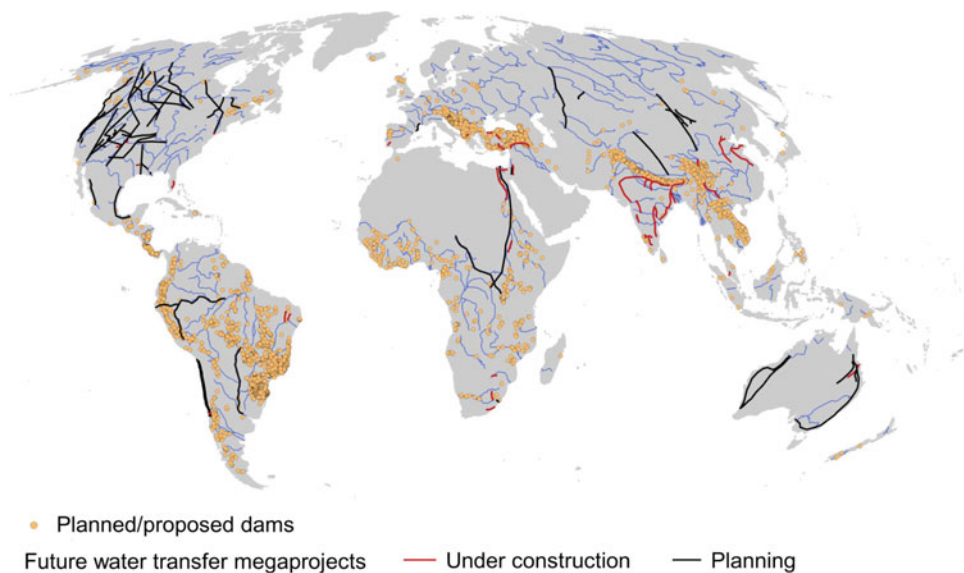 Planned/proposed dams
Future water transfer megaprojects Under construction Planning